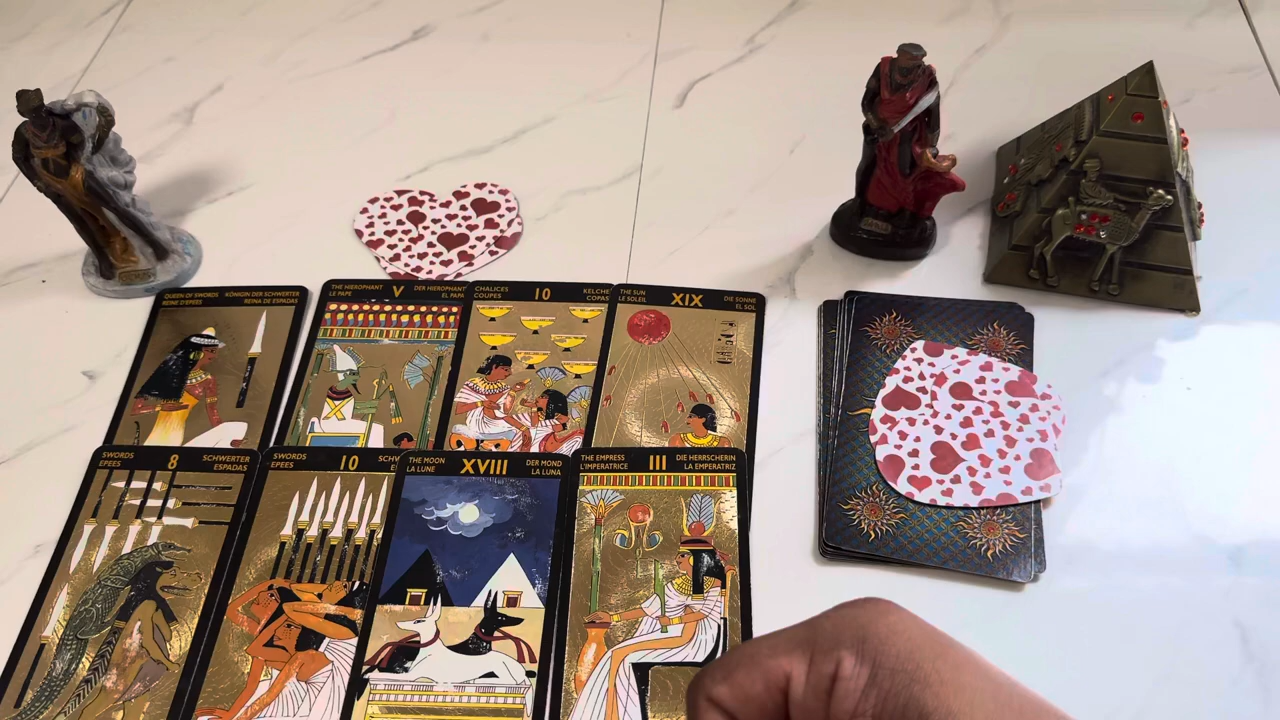 QUEEN OF SWORDS KÖNIGIN DER SCHWERTER
REINE D'EPEES REINA DE ESPADAS
THE HIEROPHANT V DER HIEROPHANT
LE PAPE EL PAPA
CHALICES 10 KELCHE
COUPES COPAS
THE SUN XIX DIE SONNE
LE SOLEIL EL SOL
SWORDS 8 SCHWERTER
EPEES ESPADAS
SWORDS 10 SCHW
EPEES
THE MOON XVIII DER MOND
LA LUNE LA LUNA
THE EMPRESS III DIE HERRSCHERIN
L'IMPERATRICE LA EMPERATRIZ